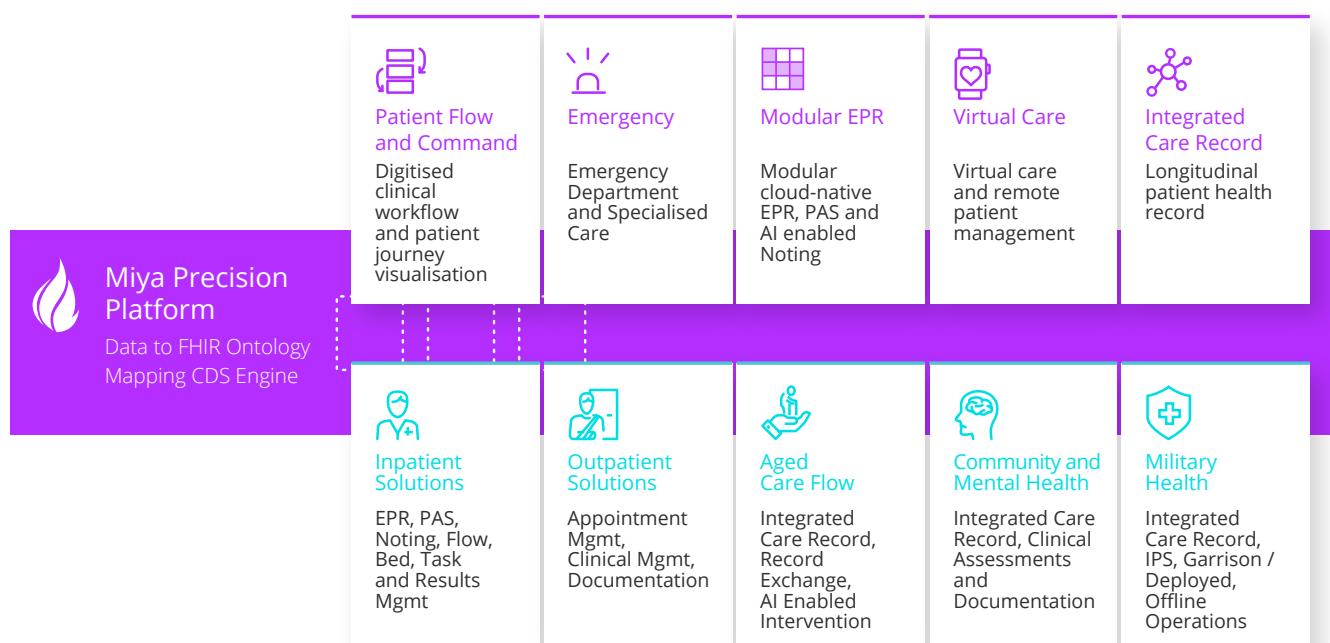 Patient Flow
and Command
Digitised
clinical
workflow
and patient
journey
visualisation
Emergency
Emergency
Department
and Specialised
Care
Modular EPR
Modular
cloud-native
EPR, PAS and
AI enabled
Noting
Virtual Care
Virtual care
and remote
patient
management
Integrated
Care Record
Longitudinal
patient health
record
Miya Precision
Platform
Data to FHIR Ontology
Mapping CDS Engine
Inpatient
Solutions
EPR, PAS,
Noting, Flow,
Bed, Task
and Results
Mgmt
Outpatient
Solutions
Appointment
Mgmt,
Clinical Mgmt,
Documentation
Aged
Care Flow
Integrated
Care Record,
Record
Exchange,
AI Enabled
Intervention
Community and
Mental Health
Integrated Care
Record, Clinical
Assessments
and
Documentation
Military
Health
Integrated
Care Record,
IPS, Garrison /
Deployed,
Offline
Operations